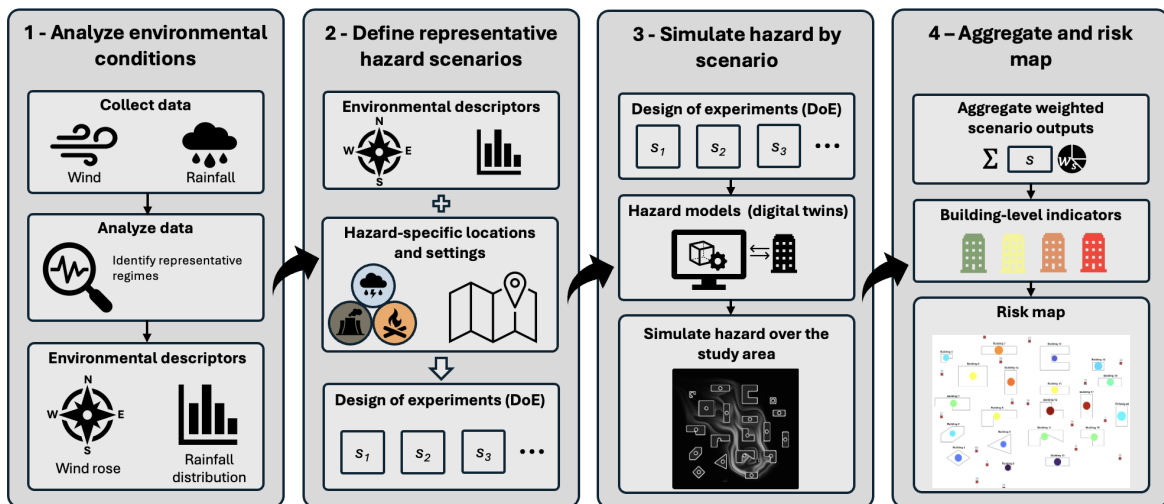 1 - Analyze environmental
conditions
Collect data
Wind
Rainfall
Analyze data
Identify representative
regimes
Environmental descriptors
N
W
E
S
Wind rose
Rainfall
distribution
2 - Define representative
hazard scenarios
Environmental descriptors
N
W
E
S
Hazard-specific locations
and settings
Design of experiments (DoE)
s1
s2
s3
•••
3 - Simulate hazard by
scenario
Design of experiments (DoE)
s1
s2
s3
•••
Hazard models (digital twins)
Simulate hazard over the
study area
4 – Aggregate and risk
map
Aggregate weighted
scenario outputs
Σ
s
ws
Building-level indicators
Risk map